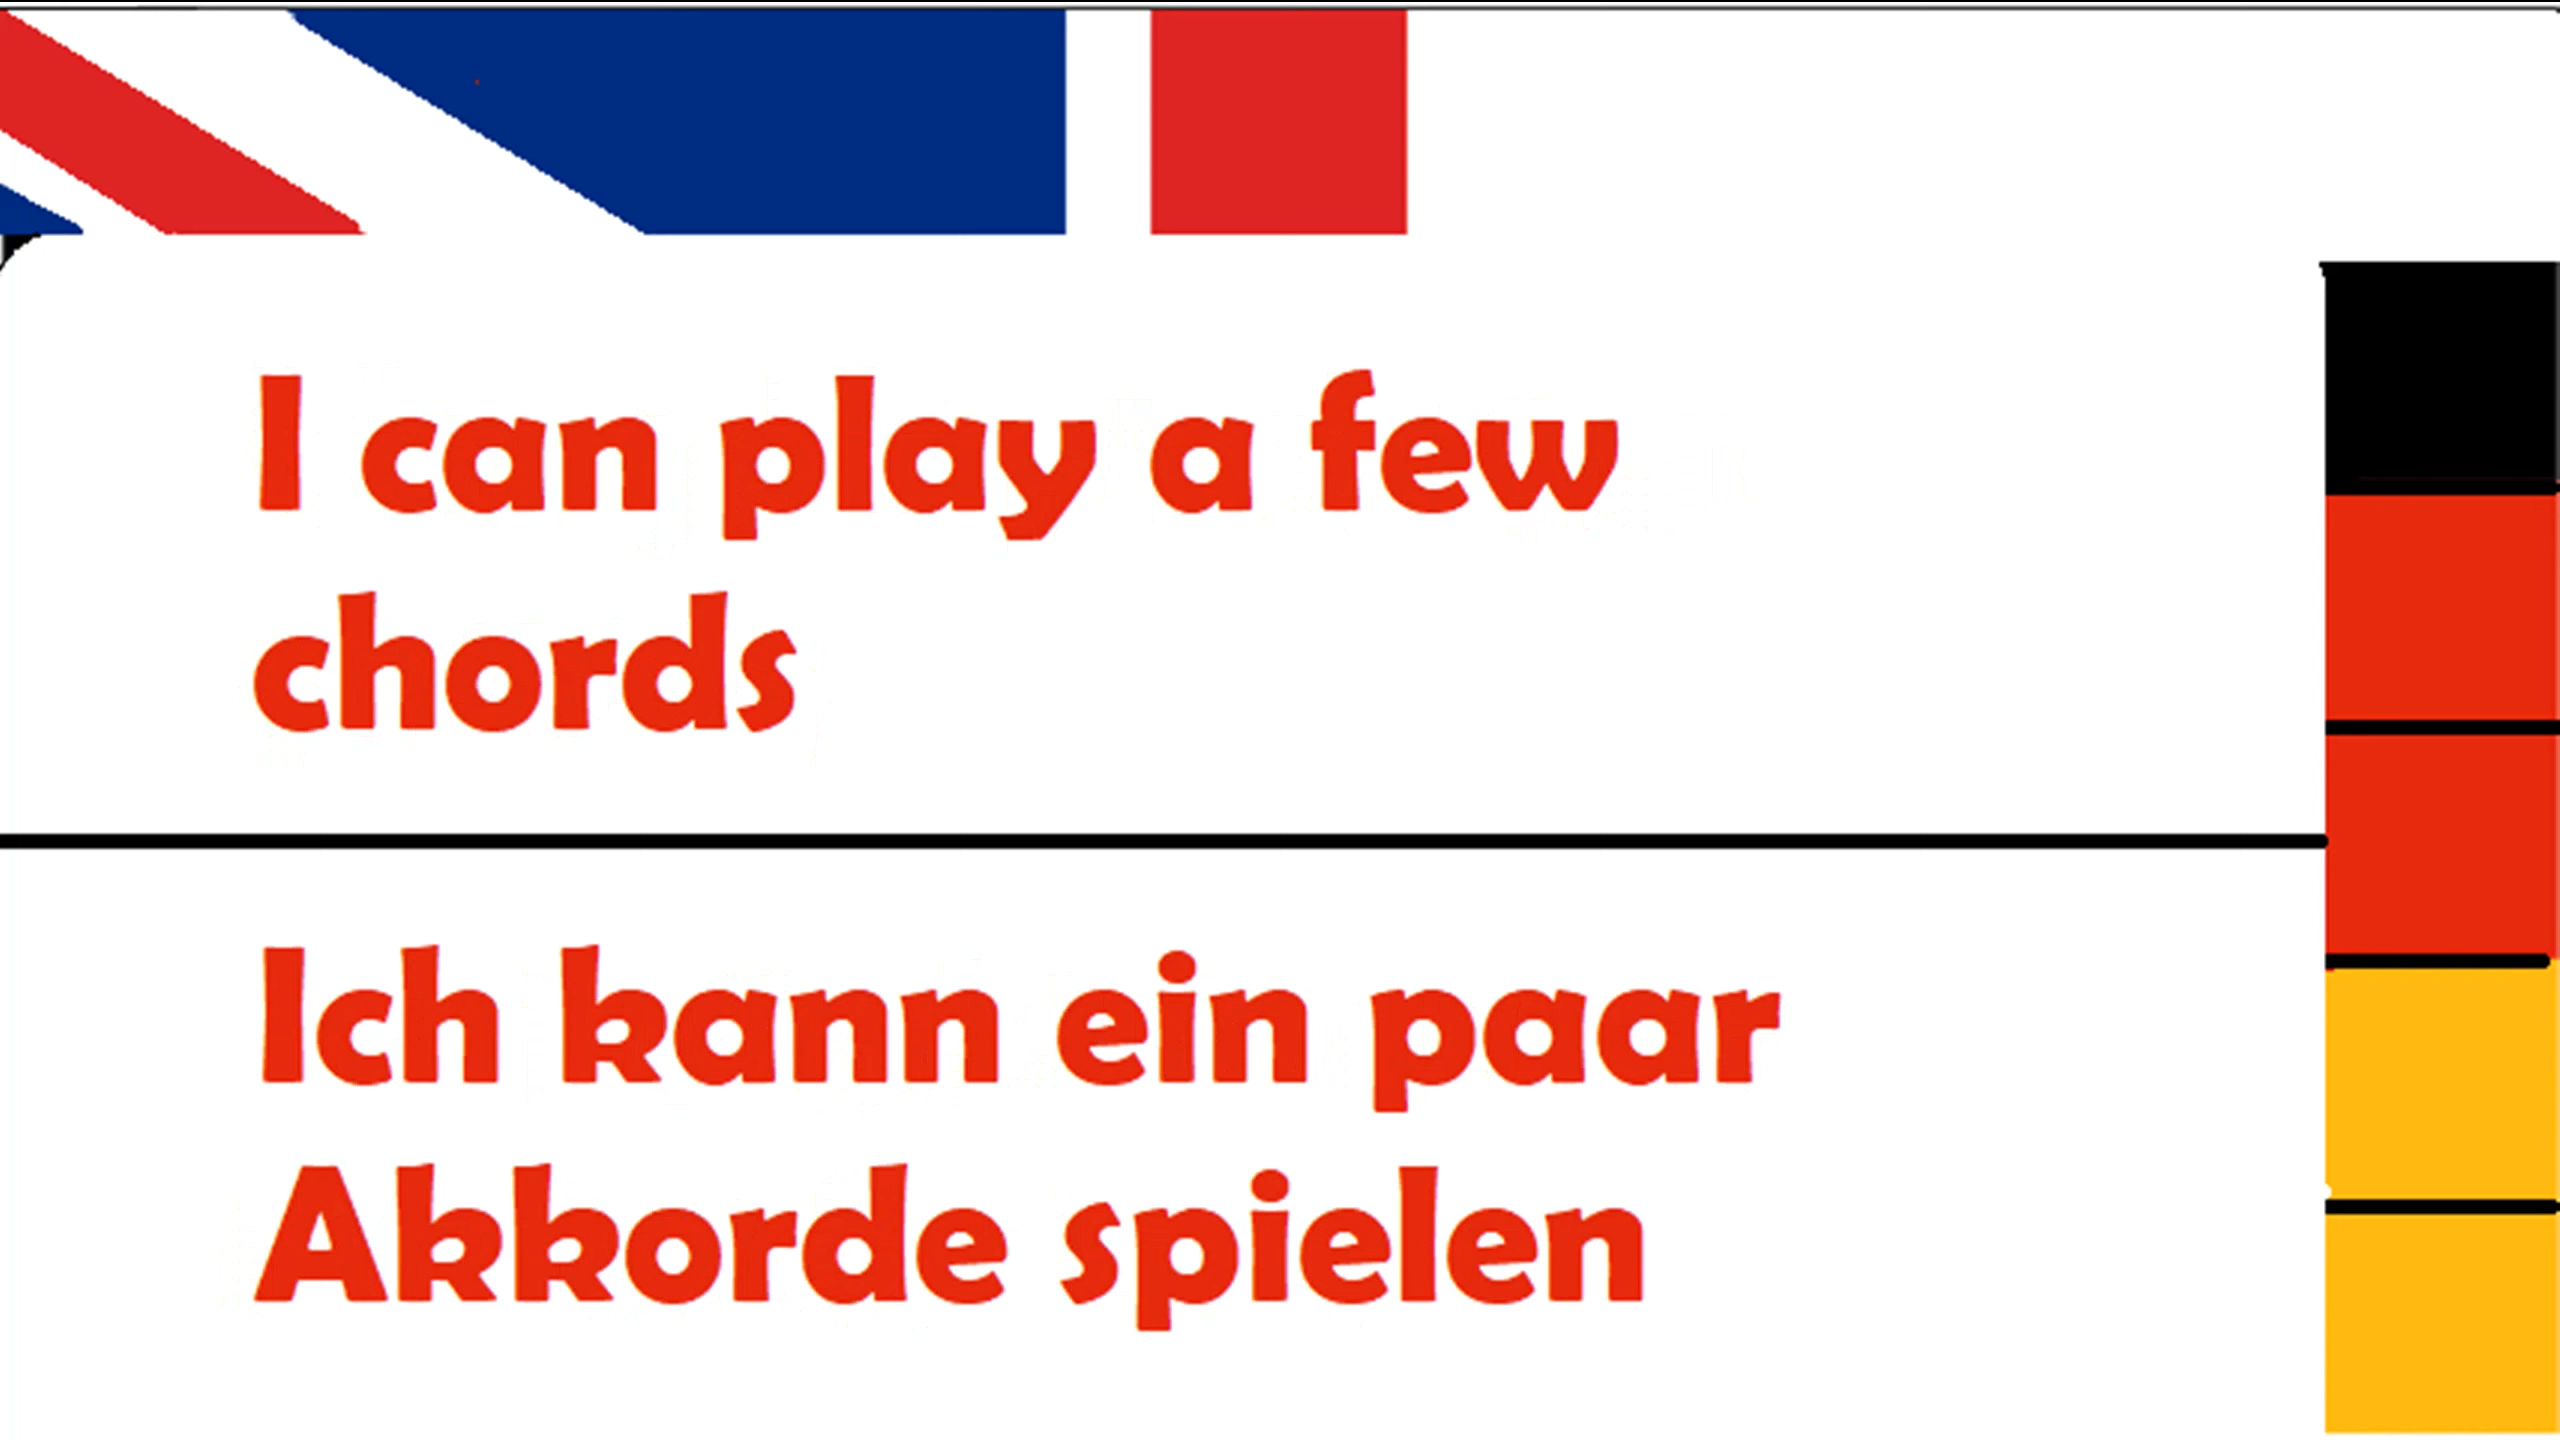 I can play a few
chords
Ich kann ein paar
Akkorde spielen